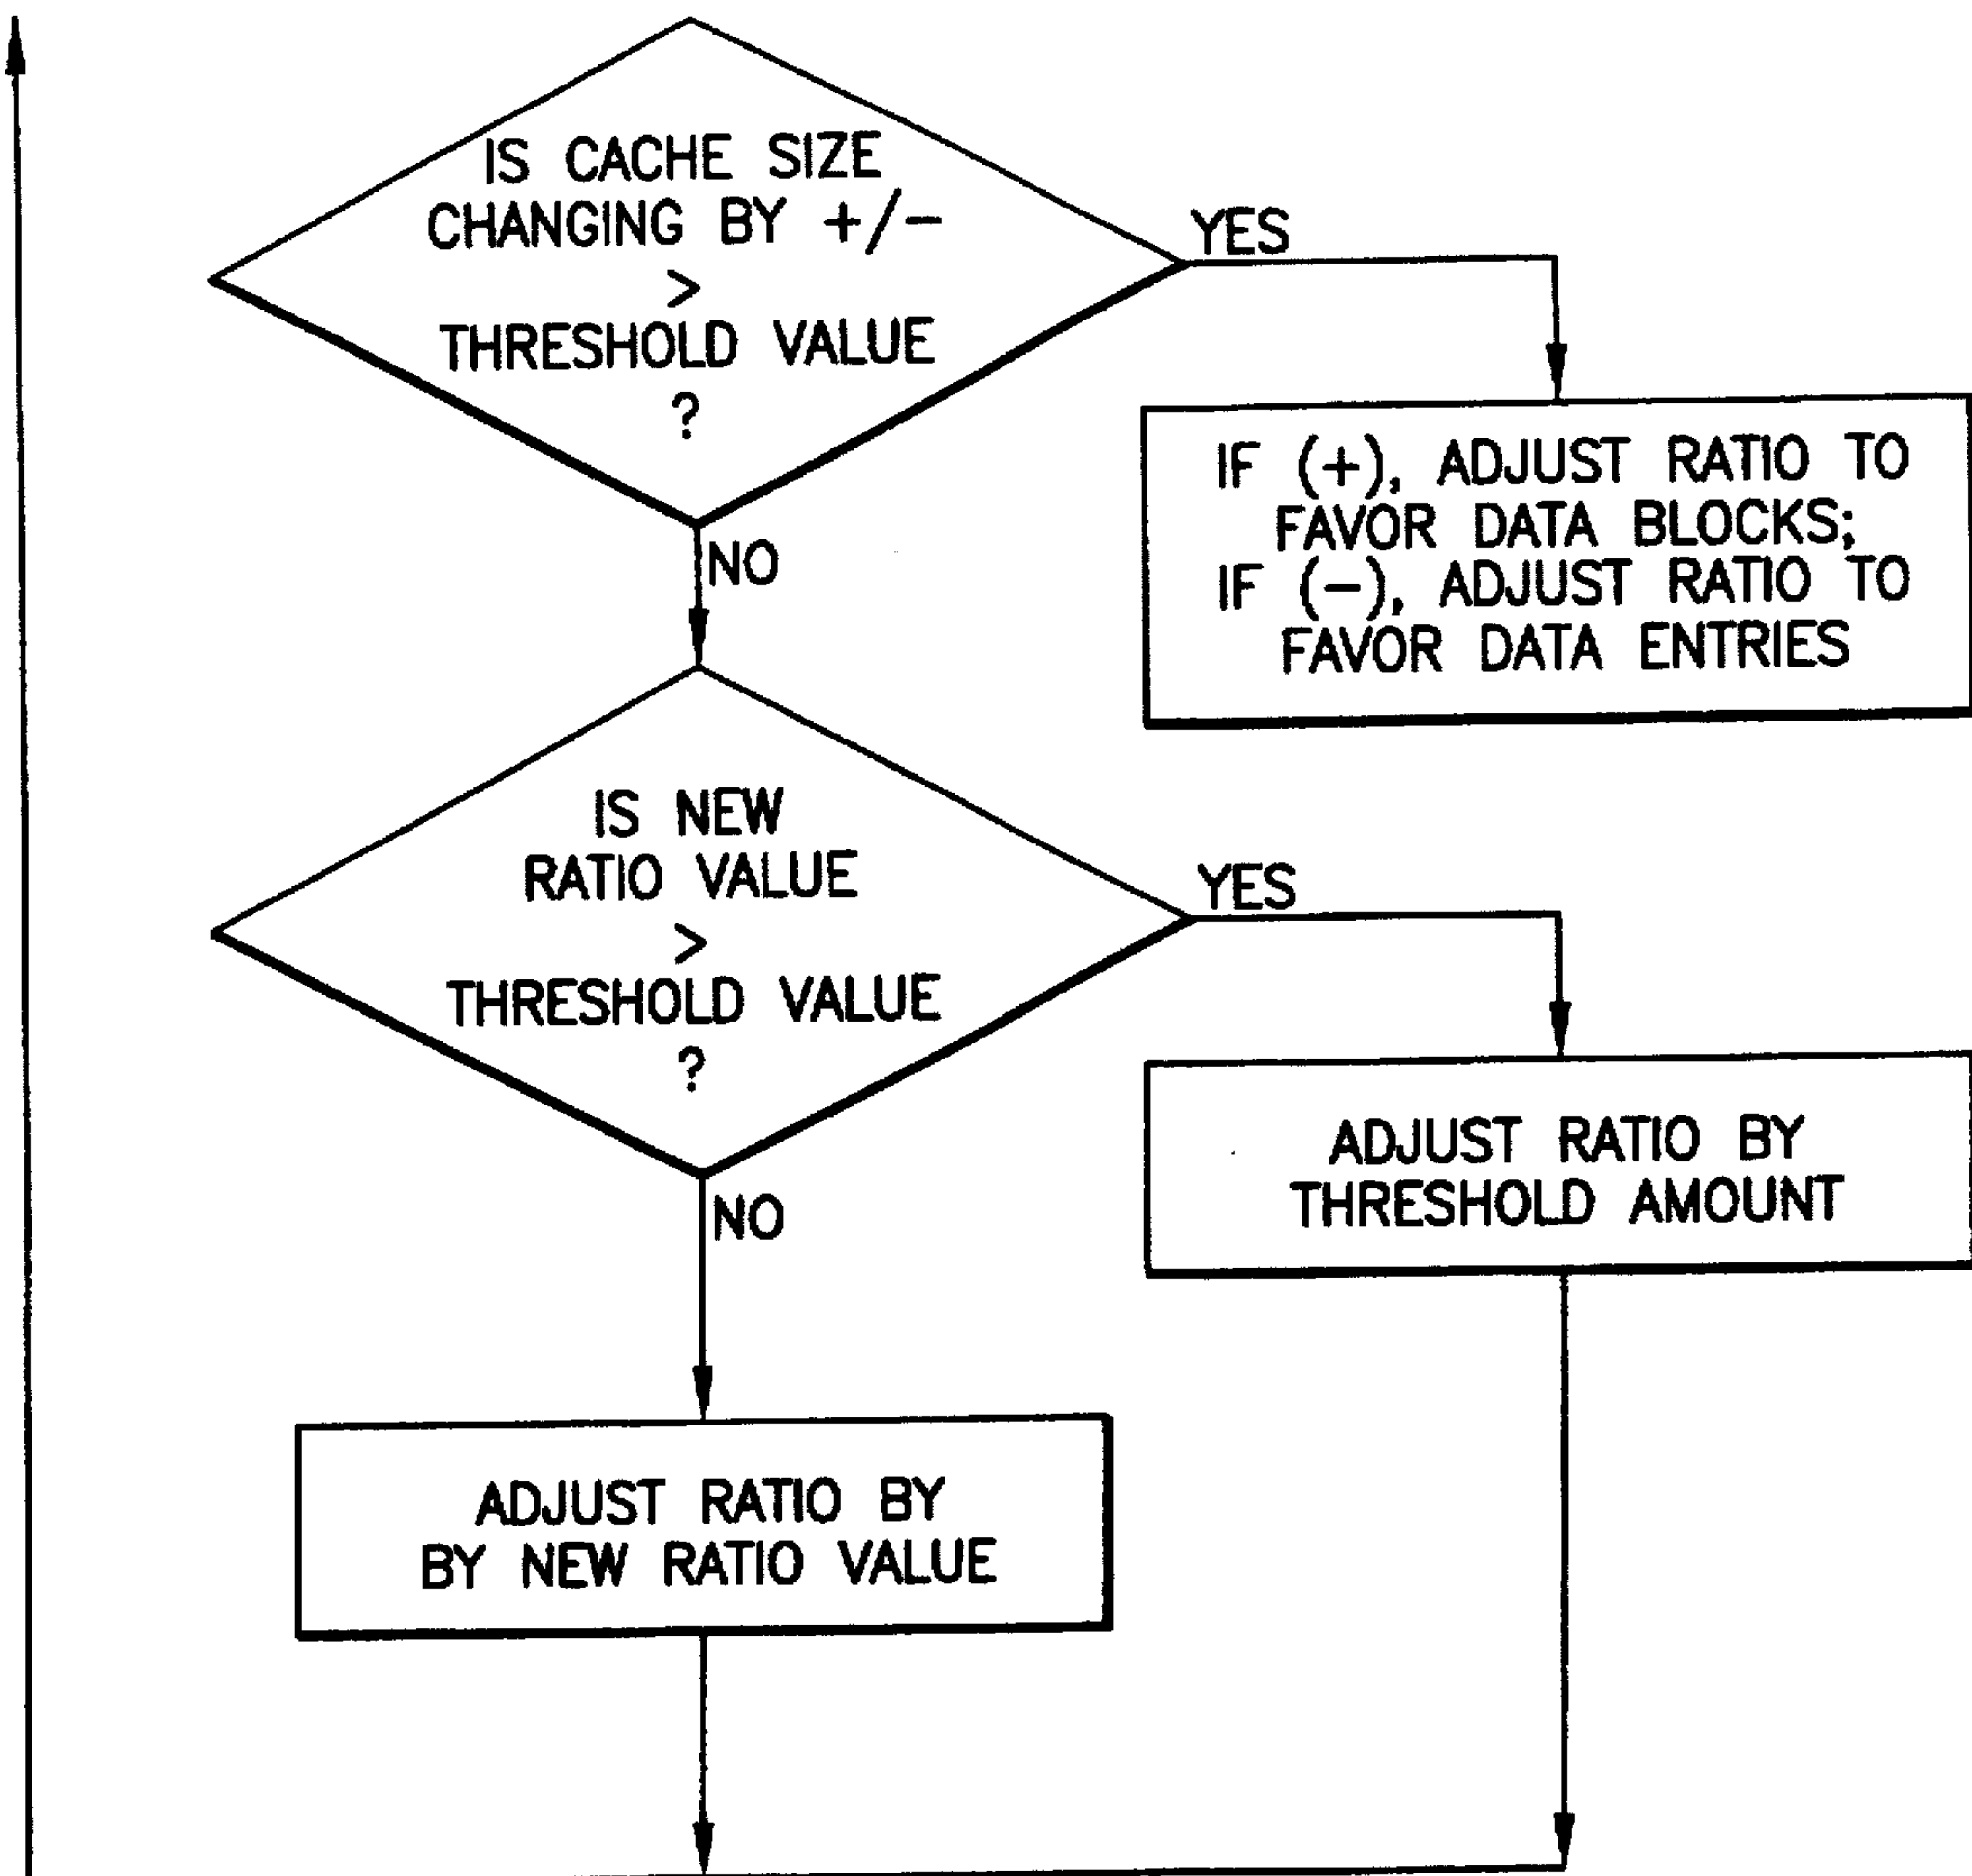 IS CACHE SIZE
CHANGING BY +/-
>
THRESHOLD VALUE
?
YES
IF (+), ADJUST RATIO TO
FAVOR DATA BLOCKS;
IF (-), ADJUST RATIO TO
FAVOR DATA ENTRIES
NO
IS NEW
RATIO VALUE
>
THRESHOLD VALUE
?
YES
ADJUST RATIO BY
THRESHOLD AMOUNT
NO
ADJUST RATIO BY
BY NEW RATIO VALUE